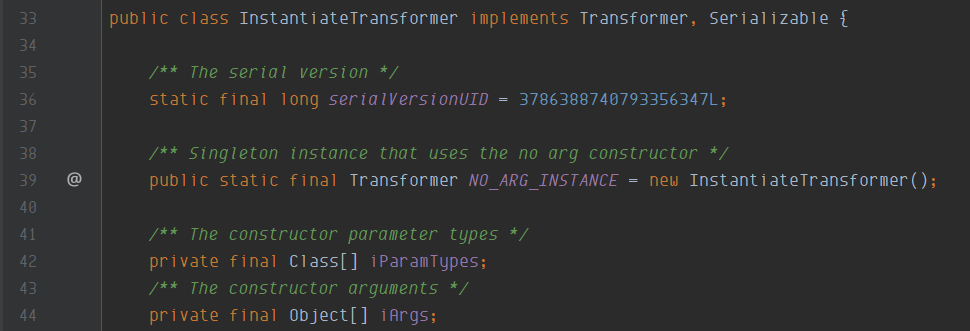 33 public class InstantiateTransformer implements Transformer, Serializable {
34
35 /** The serial version */
36 static final long serialVersionUID = 3786388740793356347L;
37
38 /** Singleton instance that uses the no arg constructor */
39 @ public static final Transformer NO_ARG_INSTANCE = new InstantiateTransformer();
40
41 /** The constructor parameter types */
42 private final Class[] iParamTypes;
43 /** The constructor arguments */
44 private final Object[] iArgs;